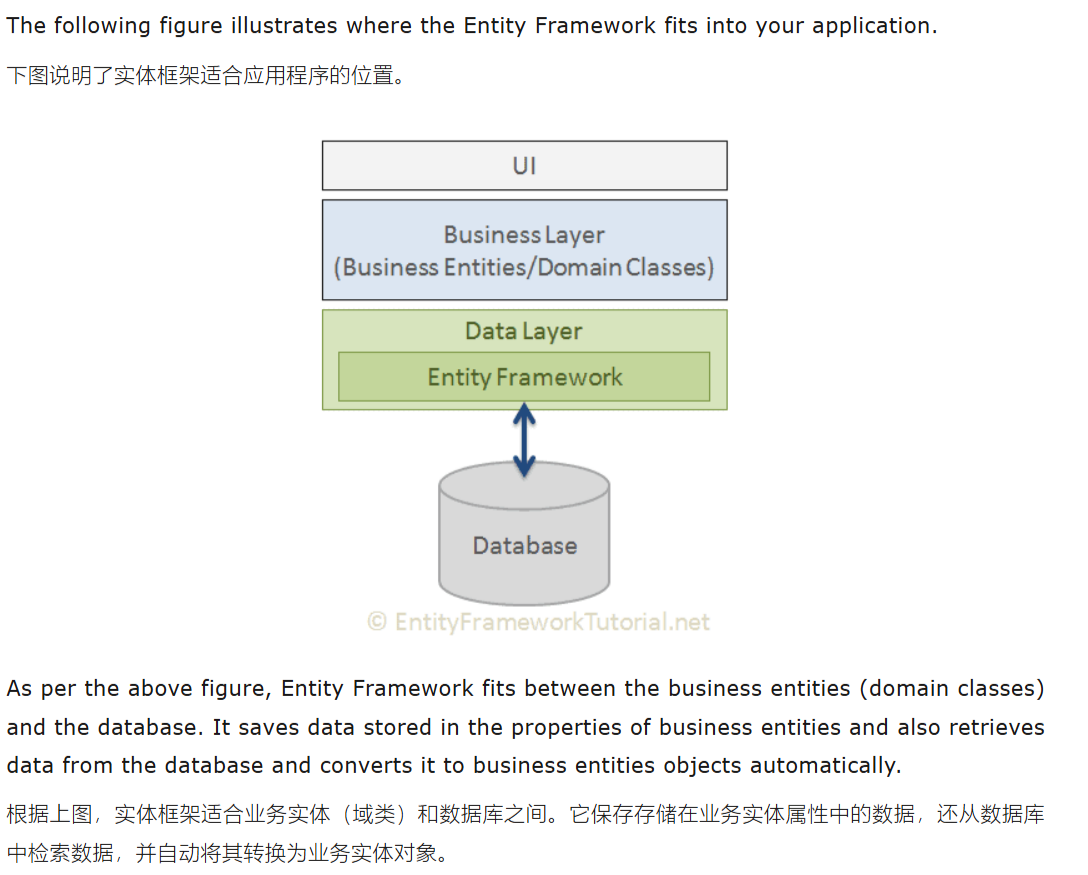 The following figure illustrates where the Entity Framework fits into your application.
下图说明了实体框架适合应用程序的位置。
UI
Business Layer
(Business Entities/Domain Classes)
Data Layer
Entity Framework
Database
© EntityFrameworkTutorial.net
As per the above figure, Entity Framework fits between the business entities (domain classes)
and the database. It saves data stored in the properties of business entities and also retrieves
data from the database and converts it to business entities objects automatically.
根据上图，实体框架适合业务实体（域类）和数据库之间。它保存存储在业务实体属性中的数据，还从数据库
中检索数据，并自动将其转换为业务实体对象。